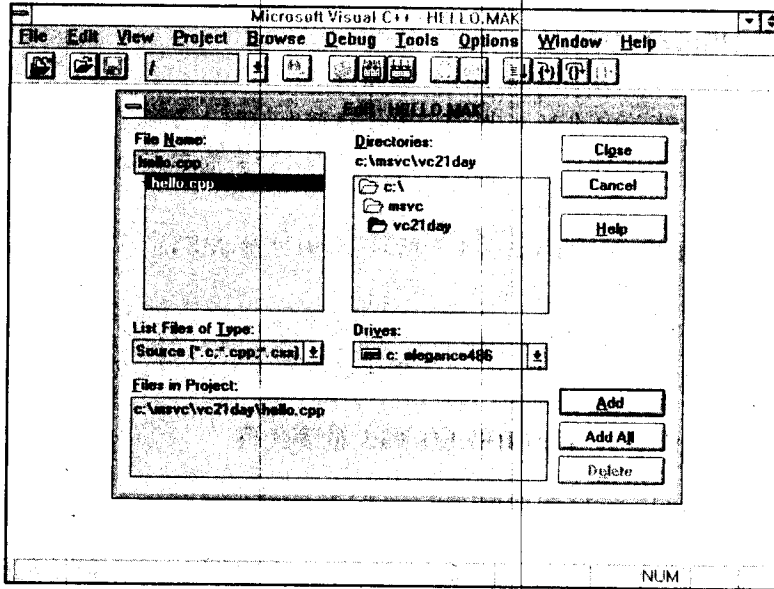 Microsoft Visual C++ - HELLO.MAK
File Edit View Project Browse Debug Tools Options Window Help
Edit - HELLO.MAK
File Name:
hello.cpp
hello.cpp
Directories:
c:\msvc\vc21day
c:\
msvc
vc21day
Close
Cancel
Help
List Files of Type:
Source (*.c;*.cpp;*.cxx)
Drives:
c: elegance486
Files in Project:
c:\msvc\vc21day\hello.cpp
Add
Add All
Delete
NUM